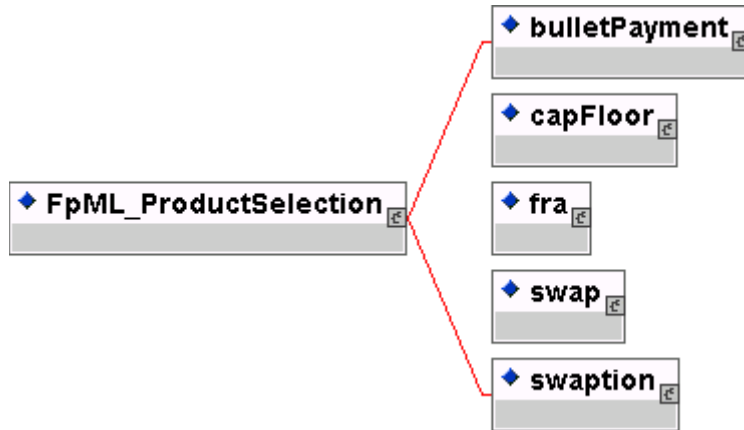 bulletPayment
capFloor
FpML_ProductSelection
fra
swap
swaption